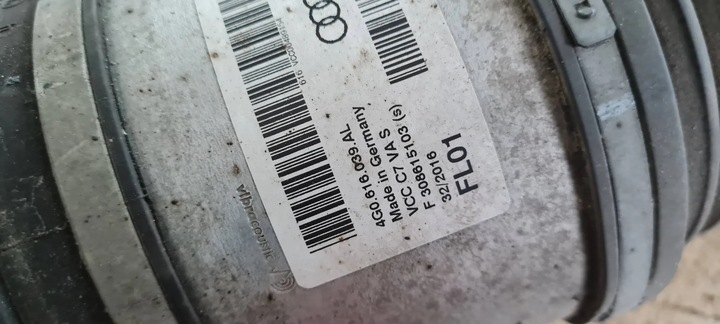 4G0.616.039.AL
Made in Germany
VCC C7 VA S
F 308615103 (s)
32/2016
FL01